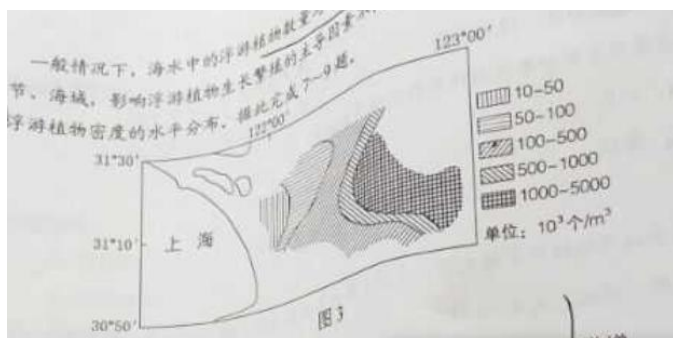 一般情况下，海水中的浮游植物数量
节、海域，影响浮游植物生长繁殖的主导因素
浮游植物密度的水平分布。据此完成7～9题。
122°00′
123°00′
31°30′
31°10′
30°50′
上海
10-50
50-100
100-500
500-1000
1000-5000
单位：10³个/m³
图3